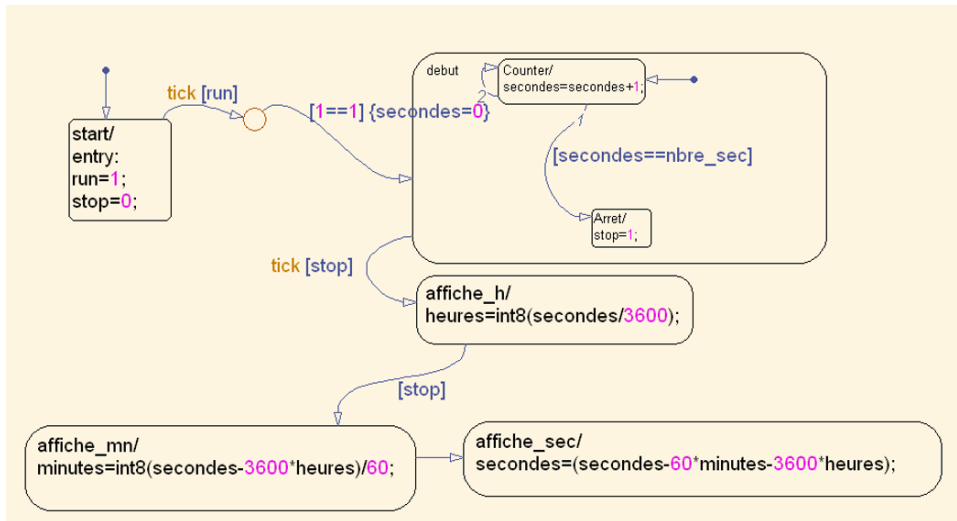 debut
Counter/
secondes=secondes+1;
2
tick [run]
[1==1] {secondes=0}
1
start/
entry:
run=1;
stop=0;
[secondes==nbre_sec]
Arret/
stop=1;
tick [stop]
affiche_h/
heures=int8(secondes/3600);
[stop]
affiche_mn/
minutes=int8(secondes-3600*heures)/60;
affiche_sec/
secondes=(secondes-60*minutes-3600*heures);